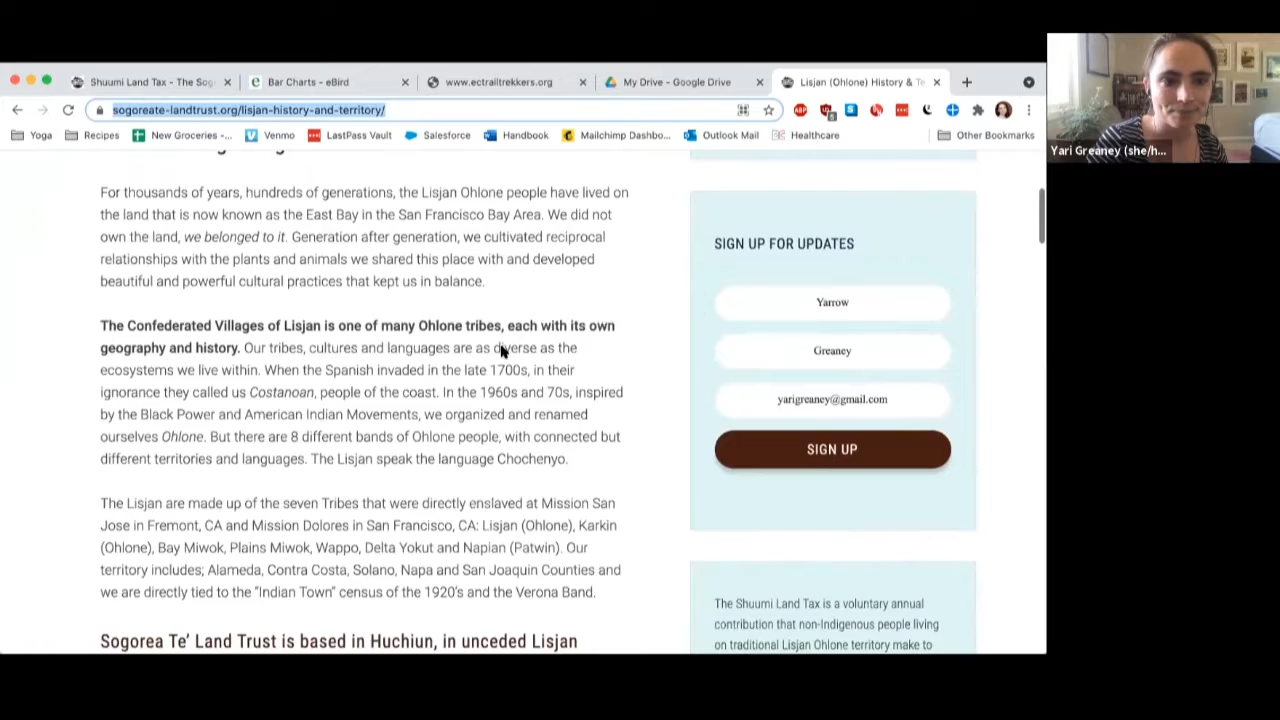 Shuumi Land Tax - The Sog
Bar Charts - eBird
www.ectrailtrekkers.org
My Drive - Google Drive
Lisjan (Ohlone) History & Te
sogoreate-landtrust.org/lisjan-history-and-territory/
Yoga
Recipes
New Groceries -...
Venmo
LastPass Vault
Salesforce
Handbook
Mailchimp Dashbo...
Outlook Mail
Healthcare
Other Bookmarks
Yari Greaney (she/h...
For thousands of years, hundreds of generations, the Lisjan Ohlone people have lived on
the land that is now known as the East Bay in the San Francisco Bay Area. We did not
own the land, we belonged to it. Generation after generation, we cultivated reciprocal
relationships with the plants and animals we shared this place with and developed
beautiful and powerful cultural practices that kept us in balance.
The Confederated Villages of Lisjan is one of many Ohlone tribes, each with its own
geography and history. Our tribes, cultures and languages are as diverse as the
ecosystems we live within. When the Spanish invaded in the late 1700s, in their
ignorance they called us Costanoan, people of the coast. In the 1960s and 70s, inspired
by the Black Power and American Indian Movements, we organized and renamed
ourselves Ohlone. But there are 8 different bands of Ohlone people, with connected but
different territories and languages. The Lisjan speak the language Chochenyo.
The Lisjan are made up of the seven Tribes that were directly enslaved at Mission San
Jose in Fremont, CA and Mission Dolores in San Francisco, CA: Lisjan (Ohlone), Karkin
(Ohlone), Bay Miwok, Plains Miwok, Wappo, Delta Yokut and Napian (Patwin). Our
territory includes; Alameda, Contra Costa, Solano, Napa and San Joaquin Counties and
we are directly tied to the "Indian Town" census of the 1920's and the Verona Band.
Sogorea Te' Land Trust is based in Huchiun, in unceded Lisjan
SIGN UP FOR UPDATES
Yarrow
Greaney
yarigreaney@gmail.com
SIGN UP
The Shuumi Land Tax is a voluntary annual
contribution that non-Indigenous people living
on traditional Lisjan Ohlone territory make to